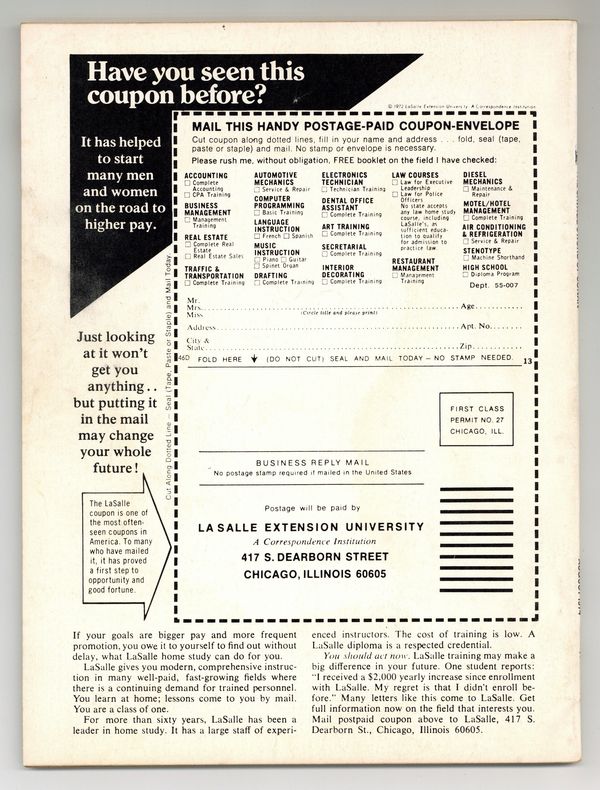 Have you seen this
coupon before?
It has helped
to start
many men
and women
on the road to
higher pay.
Just looking
at it won't
get you
anything . .
but putting it
in the mail
may change
your whole
future!
The LaSalle
coupon is one of
the most often-
seen coupons in
America. To many
who have mailed
it, it has proved
a first step to
opportunity and
good fortune.
Cut Along Dotted Line — Seal (Tape, Paste or Staple) and Mail Today.
© 1972 LaSalle Extension University. A Correspondence Institution
MAIL THIS HANDY POSTAGE-PAID COUPON-ENVELOPE
Cut coupon along dotted lines, fill in your name and address . . . fold, seal (tape,
paste or staple) and mail. No stamp or envelope is necessary.
Please rush me, without obligation, FREE booklet on the field I have checked:
ACCOUNTING
☐ Complete
Accounting
☐ CPA Training
BUSINESS
MANAGEMENT
☐ Management
Training
REAL ESTATE
☐ Complete Real
Estate
☐ Real Estate Sales
TRAFFIC &
TRANSPORTATION
☐ Complete Training
AUTOMOTIVE
MECHANICS
☐ Service & Repair
COMPUTER
PROGRAMMING
☐ Basic Training
LANGUAGE
INSTRUCTION
☐ French ☐ Spanish
MUSIC
INSTRUCTION
☐ Piano ☐ Guitar
☐ Spinet Organ
DRAFTING
☐ Complete Training
ELECTRONICS
TECHNICIAN
☐ Technician Training
DENTAL OFFICE
ASSISTANT
☐ Complete Training
ART TRAINING
☐ Complete Training
SECRETARIAL
☐ Complete Training
INTERIOR
DECORATING
☐ Complete Training
LAW COURSES
☐ Law for Executive
Leadership
☐ Law for Police
Officers
No state accepts
any law home study
course, including
LaSalle's, as
sufficient educa-
tion to qualify
for admission to
practice law
RESTAURANT
MANAGEMENT
☐ Management
Training
DIESEL
MECHANICS
☐ Maintenance &
Repair
MOTEL/HOTEL
MANAGEMENT
☐ Complete Training
AIR CONDITIONING
& REFRIGERATION
☐ Service & Repair
STENOTYPE
☐ Machine Shorthand
HIGH SCHOOL
☐ Diploma Program
Dept. 55-007
Mr.
Mrs. Age
Miss (Circle title and please print)
Address Apt. No.
City &
State Zip
46D FOLD HERE (DO NOT CUT) SEAL AND MAIL TODAY — NO STAMP NEEDED. 13
FIRST CLASS
PERMIT NO. 27
CHICAGO, ILL.
BUSINESS REPLY MAIL
No postage stamp required if mailed in the United States
Postage will be paid by
LA SALLE EXTENSION UNIVERSITY
A Correspondence Institution
417 S. DEARBORN STREET
CHICAGO, ILLINOIS 60605
If your goals are bigger pay and more frequent
promotion, you owe it to yourself to find out without
delay, what LaSalle home study can do for you.
LaSalle gives you modern, comprehensive instruc-
tion in many well-paid, fast-growing fields where
there is a continuing demand for trained personnel.
You learn at home; lessons come to you by mail.
You are a class of one.
For more than sixty years, LaSalle has been a
leader in home study. It has a large staff of experi-
enced instructors. The cost of training is low. A
LaSalle diploma is a respected credential.
You should act now. LaSalle training may make a
big difference in your future. One student reports:
"I received a $2,000 yearly increase since enrollment
with LaSalle. My regret is that I didn't enroll be-
fore." Many letters like this come to LaSalle. Get
full information now on the field that interests you.
Mail postpaid coupon above to LaSalle, 417 S.
Dearborn St., Chicago, Illinois 60605.